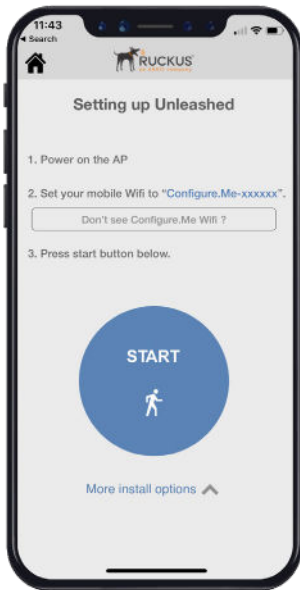 11:43
Search
RUCKUS
Setting up Unleashed
1. Power on the AP
2. Set your mobile Wifi to “Configure.Me-xxxxxx”.
Don't see Configure.Me Wifi ?
3. Press start button below.
START
More install options